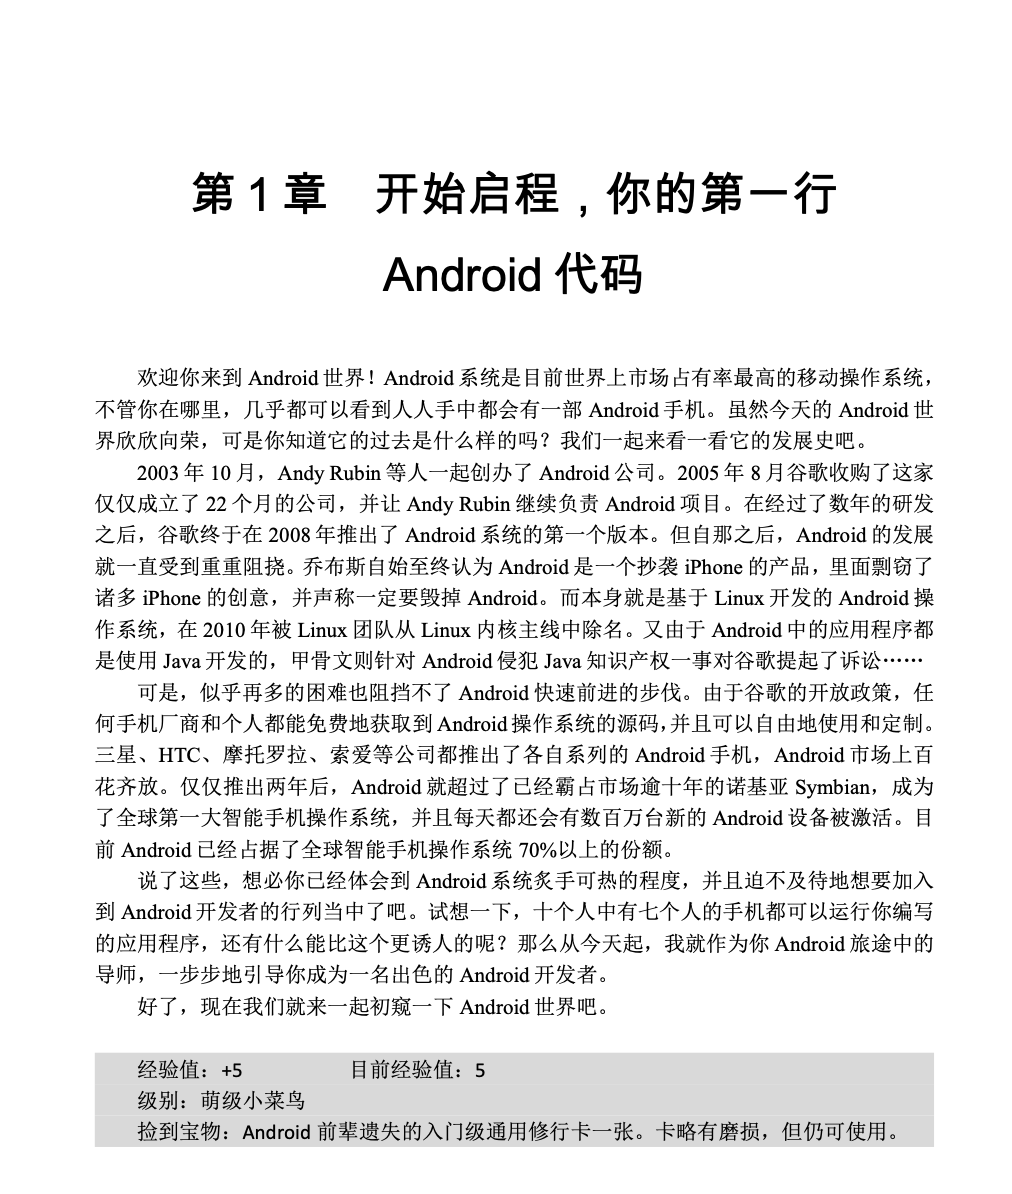 第 1 章　开始启程，你的第一行
Android 代码
欢迎你来到 Android 世界！Android 系统是目前世界上市场占有率最高的移动操作系统，
不管你在哪里，几乎都可以看到人人手中都会有一部 Android 手机。虽然今天的 Android 世
界欣欣向荣，可是你知道它的过去是什么样的吗？我们一起来看一看它的发展史吧。
2003 年 10 月，Andy Rubin 等人一起创办了 Android 公司。2005 年 8 月谷歌收购了这家
仅仅成立了 22 个月的公司，并让 Andy Rubin 继续负责 Android 项目。在经过了数年的研发
之后，谷歌终于在 2008 年推出了 Android 系统的第一个版本。但自那之后，Android 的发展
就一直受到重重阻挠。乔布斯自始至终认为 Android 是一个抄袭 iPhone 的产品，里面剽窃了
诸多 iPhone 的创意，并声称一定要毁掉 Android。而本身就是基于 Linux 开发的 Android 操
作系统，在 2010 年被 Linux 团队从 Linux 内核主线中除名。又由于 Android 中的应用程序都
是使用 Java 开发的，甲骨文则针对 Android 侵犯 Java 知识产权一事对谷歌提起了诉讼……
可是，似乎再多的困难也阻挡不了 Android 快速前进的步伐。由于谷歌的开放政策，任
何手机厂商和个人都能免费地获取到 Android 操作系统的源码，并且可以自由地使用和定制。
三星、HTC、摩托罗拉、索爱等公司都推出了各自系列的 Android 手机，Android 市场上百
花齐放。仅仅推出两年后，Android 就超过了已经霸占市场逾十年的诺基亚 Symbian，成为
了全球第一大智能手机操作系统，并且每天都还会有数百万台新的 Android 设备被激活。目
前 Android 已经占据了全球智能手机操作系统 70%以上的份额。
说了这些，想必你已经体会到 Android 系统炙手可热的程度，并且迫不及待地想要加入
到 Android 开发者的行列当中了吧。试想一下，十个人中有七个人的手机都可以运行你编写
的应用程序，还有什么能比这个更诱人的呢？那么从今天起，我就作为你 Android 旅途中的
导师，一步步地引导你成为一名出色的 Android 开发者。
好了，现在我们就来一起初窥一下 Android 世界吧。
经验值：+5　　　　目前经验值：5
级别：萌级小菜鸟
捡到宝物：Android 前辈遗失的入门级通用修行卡一张。卡略有磨损，但仍可使用。